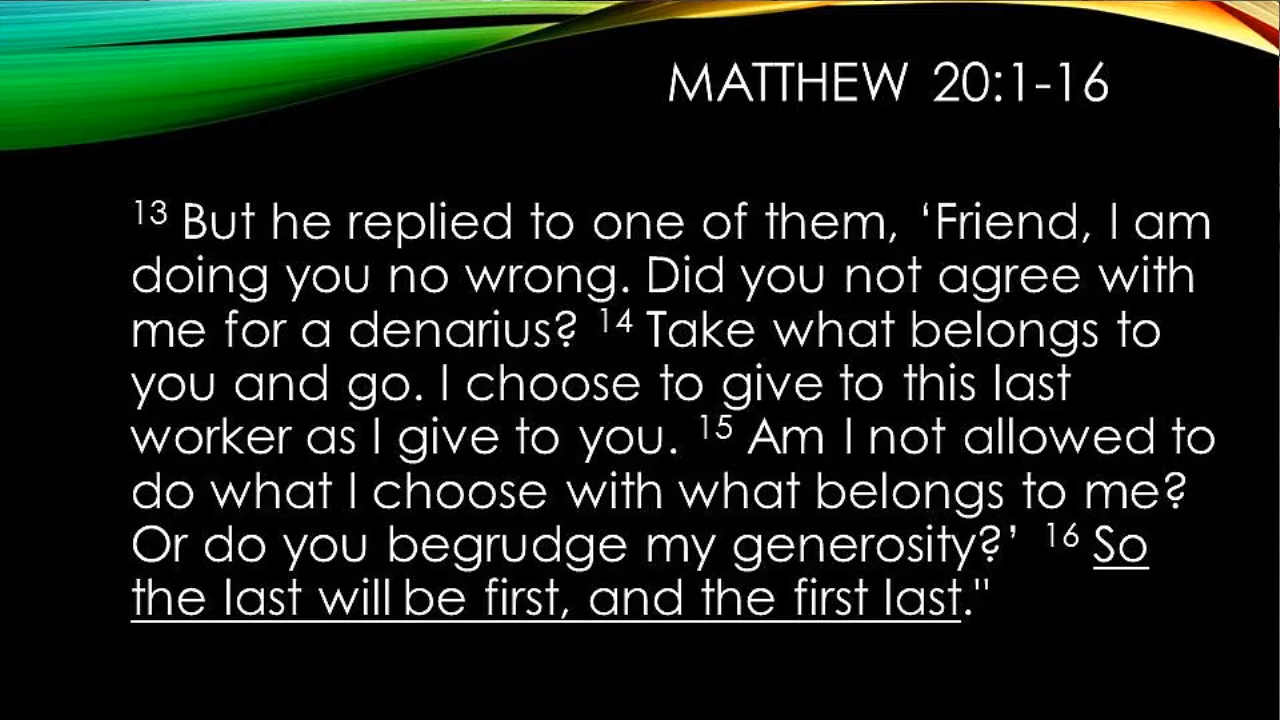 MATTHEW 20:1-16
13 But he replied to one of them, ‘Friend, I am
doing you no wrong. Did you not agree with
me for a denarius? 14 Take what belongs to
you and go. I choose to give to this last
worker as I give to you. 15 Am I not allowed to
do what I choose with what belongs to me?
Or do you begrudge my generosity?’ 16 So
the last will be first, and the first last."